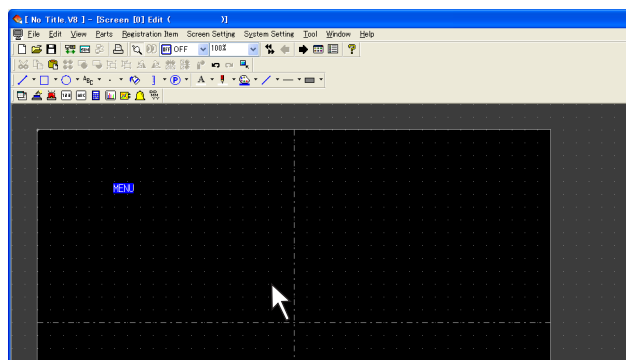 [ No Title.V8 ] - [Screen [0] Edit ( )]
File Edit View Parts Registration Item Screen Setting System Setting Tool Window Help
OFF 100%
ABC P A
MENU